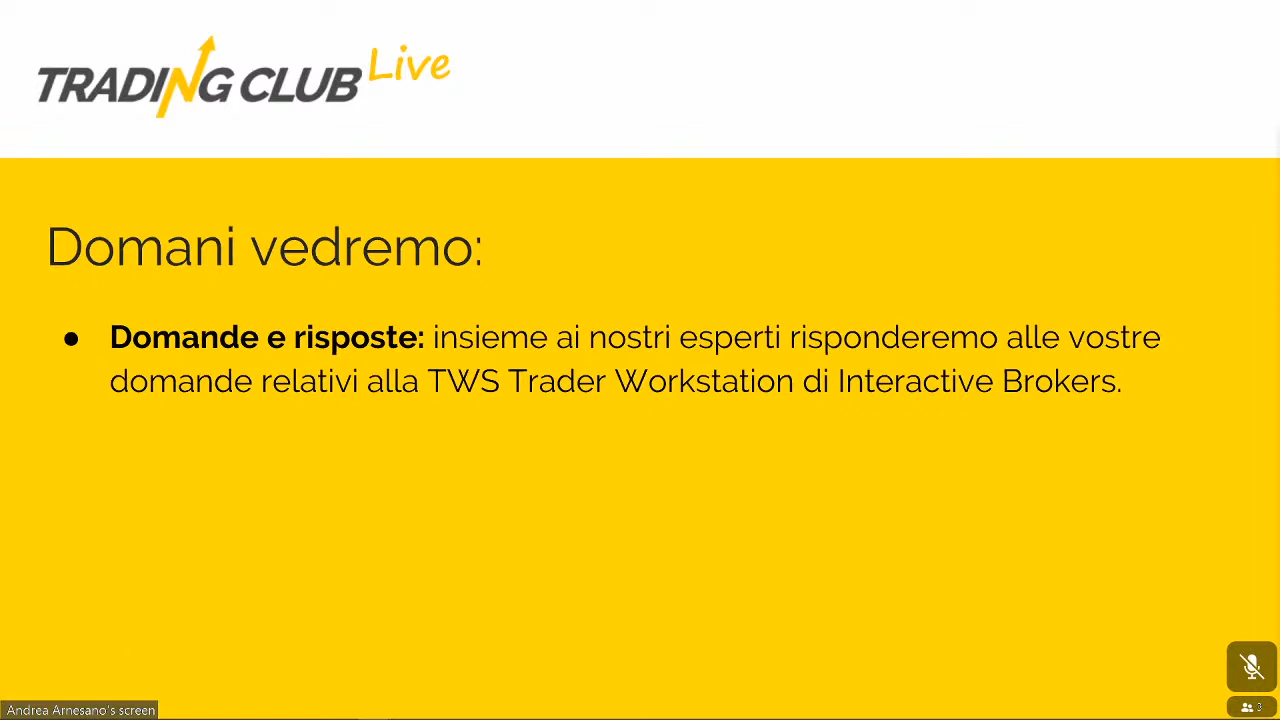 TRADING CLUB Live
Domani vedremo:
● Domande e risposte: insieme ai nostri esperti risponderemo alle vostre
domande relativi alla TWS Trader Workstation di Interactive Brokers.
Andrea Arnesano's screen
3